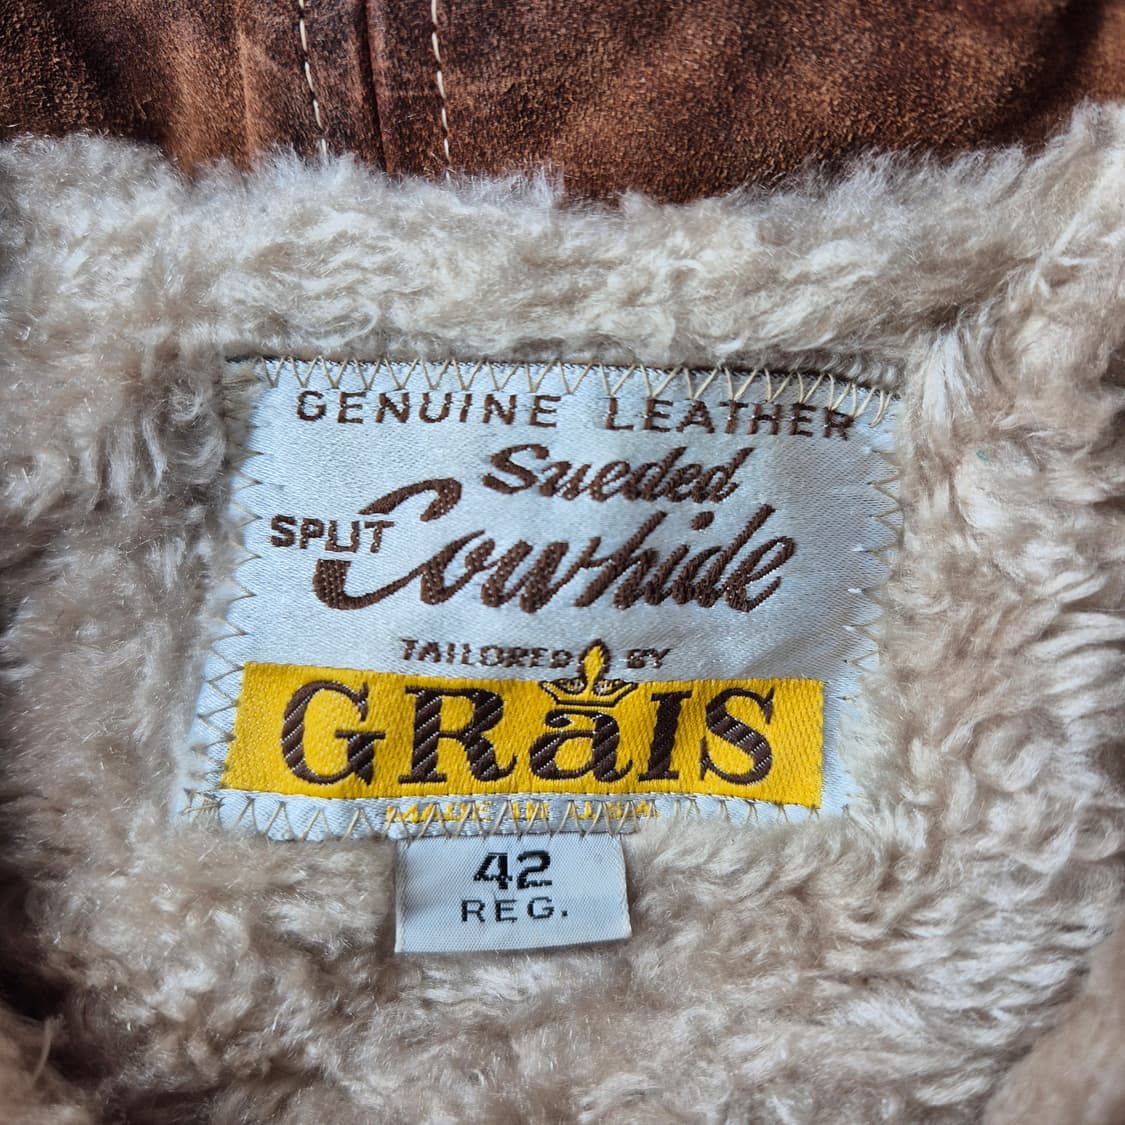 GENUINE LEATHER
Sueded
SPLIT Cowhide
TAILORED BY
GRaIS
MADE IN USA
42
REG.